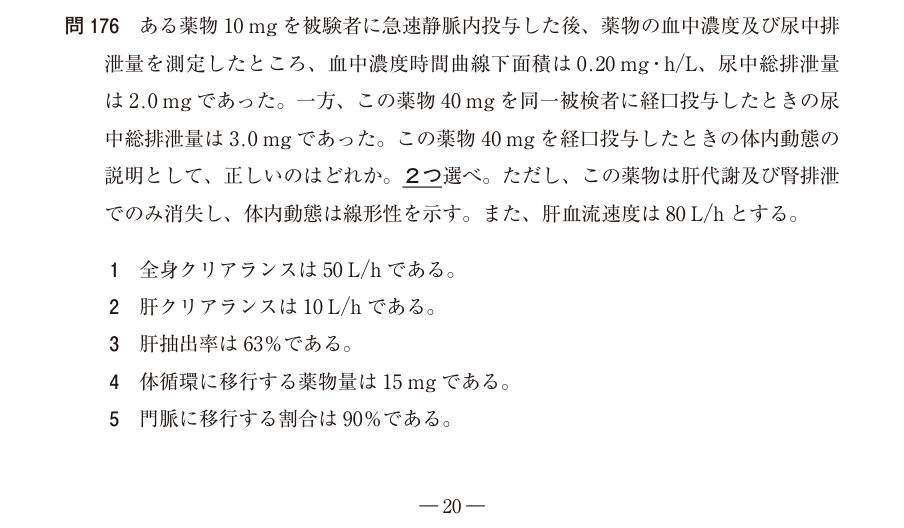 問 176 ある薬物 10 mg を被験者に急速静脈内投与した後、薬物の血中濃度及び尿中排
泄量を測定したところ、血中濃度時間曲線下面積は 0.20 mg・h/L、尿中総排泄量
は 2.0 mg であった。一方、この薬物 40 mg を同一被検者に経口投与したときの尿
中総排泄量は 3.0 mg であった。この薬物 40 mg を経口投与したときの体内動態の
説明として、正しいのはどれか。2つ選べ。ただし、この薬物は肝代謝及び腎排泄
でのみ消失し、体内動態は線形性を示す。また、肝血流速度は 80 L/h とする。
1 全身クリアランスは 50 L/h である。
2 肝クリアランスは 10 L/h である。
3 肝抽出率は 63%である。
4 体循環に移行する薬物量は 15 mg である。
5 門脈に移行する割合は 90%である。
— 20 —